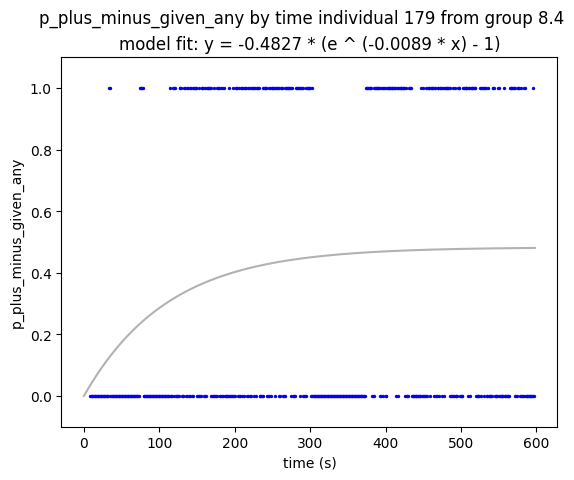 p_plus_minus_given_any by time individual 179 from group 8.4
model fit: y = -0.4827 * (e ^ (-0.0089 * x) - 1)
1.0
0.8
0.6
0.4
0.2
0.0
p_plus_minus_given_any
0 100 200 300 400 500 600
time (s)